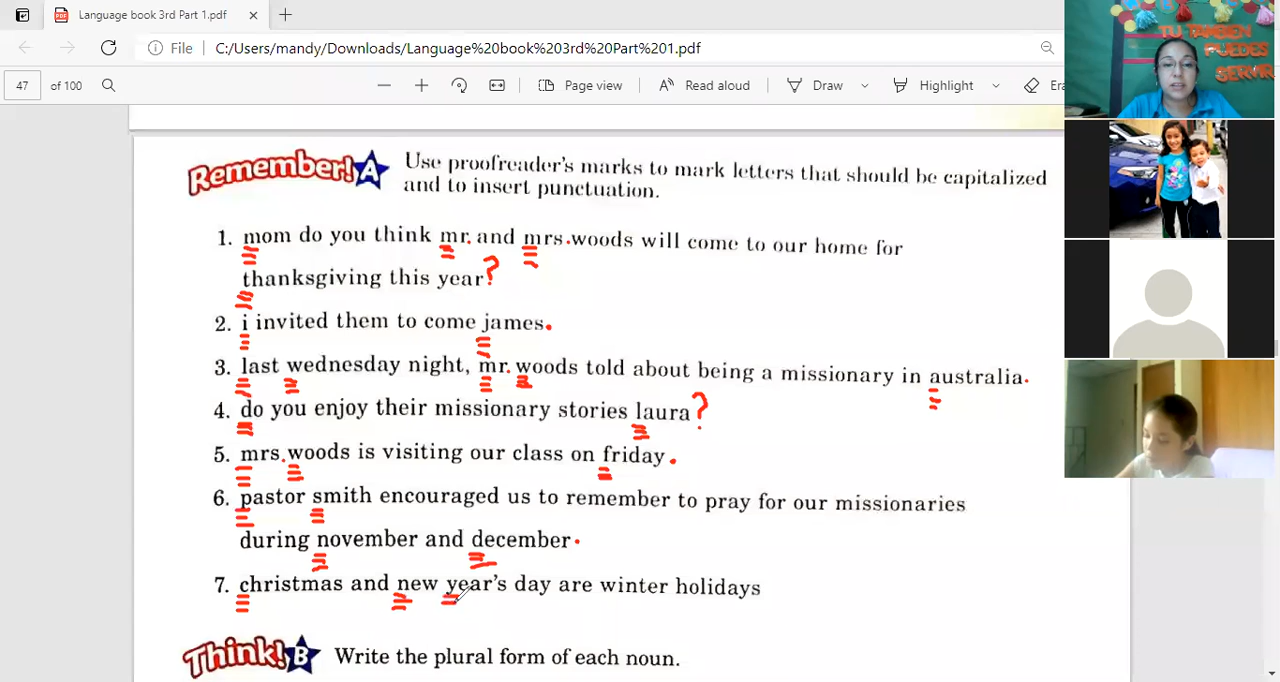 Language book 3rd Part 1.pdf
File C:/Users/mandy/Downloads/Language%20book%203rd%20Part%201.pdf
47 of 100 Page view Read aloud Draw Highlight Era
TU TAMBIEN
PUEDES
SERVIR
Remember! A Use proofreader's marks to mark letters that should be capitalized
and to insert punctuation.
1. mom do you think mr. and mrs. woods will come to our home for
thanksgiving this year?
2. i invited them to come james.
3. last wednesday night, mr. woods told about being a missionary in australia.
4. do you enjoy their missionary stories laura?
5. mrs. woods is visiting our class on friday.
6. pastor smith encouraged us to remember to pray for our missionaries
during november and december.
7. christmas and new year's day are winter holidays
Think! B Write the plural form of each noun.